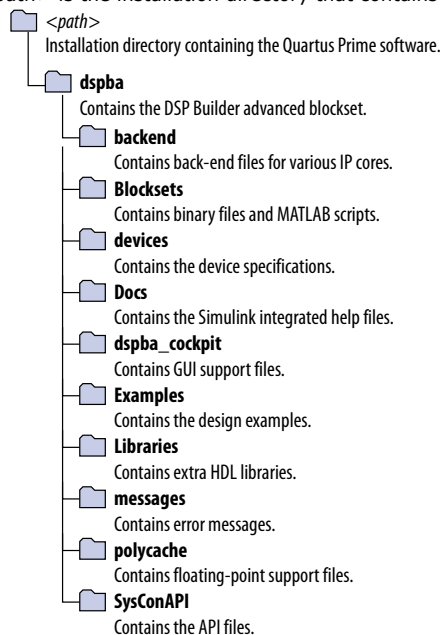 <path>
Installation directory containing the Quartus Prime software.
dspba
Contains the DSP Builder advanced blockset.
backend
Contains back-end files for various IP cores.
Blocksets
Contains binary files and MATLAB scripts.
devices
Contains the device specifications.
Docs
Contains the Simulink integrated help files.
dspba_cockpit
Contains GUI support files.
Examples
Contains the design examples.
Libraries
Contains extra HDL libraries.
messages
Contains error messages.
polycache
Contains floating-point support files.
SysConAPI
Contains the API files.